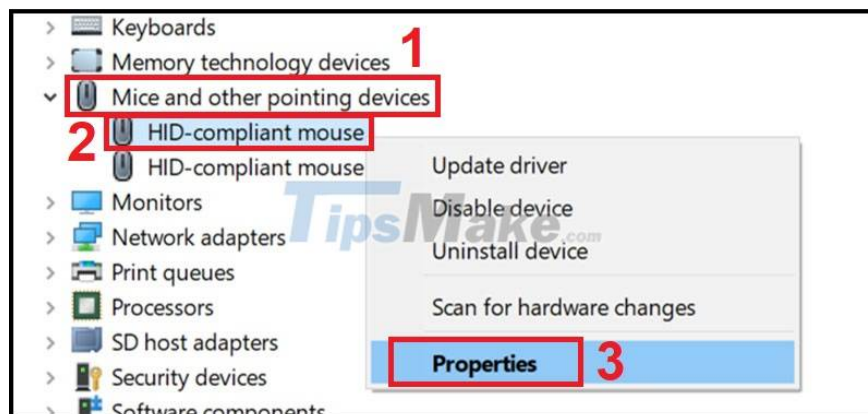 Keyboards
1
Memory technology devices
Mice and other pointing devices
2
HID-compliant mouse
HID-compliant mouse
Update driver
Monitors
Disable device
TipsMake.com
Network adapters
Uninstall device
Print queues
Processors
Scan for hardware changes
SD host adapters
Properties
3
Security devices
Software components